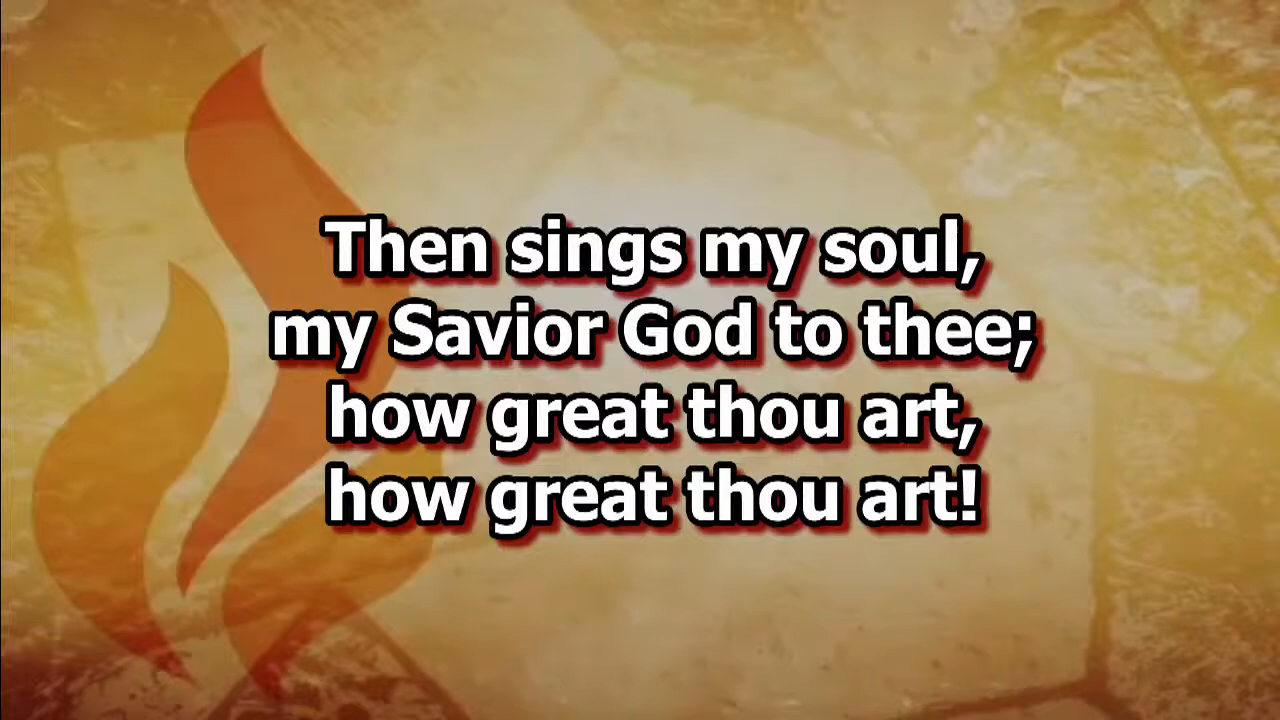 Then sings my soul,
my Savior God to thee;
how great thou art,
how great thou art!